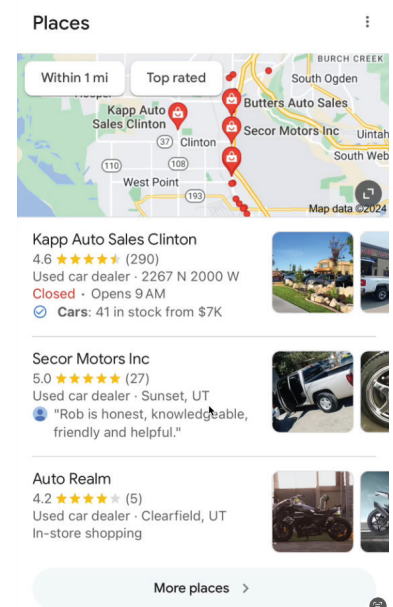 Places
BURCH CREEK
Within 1 mi
Top rated
South Ogden
Hooper
Kapp Auto
Sales Clinton
Butters Auto Sales
37
Clinton
Secor Motors Inc
Uintah
110
108
South Web
West Point
193
Map data ©2024
Kapp Auto Sales Clinton
4.6 (290)
Used car dealer · 2267 N 2000 W
Closed · Opens 9 AM
Cars: 41 in stock from $7K
Secor Motors Inc
5.0 (27)
Used car dealer · Sunset, UT
"Rob is honest, knowledgeable,
friendly and helpful."
Auto Realm
4.2 (5)
Used car dealer · Clearfield, UT
In-store shopping
More places